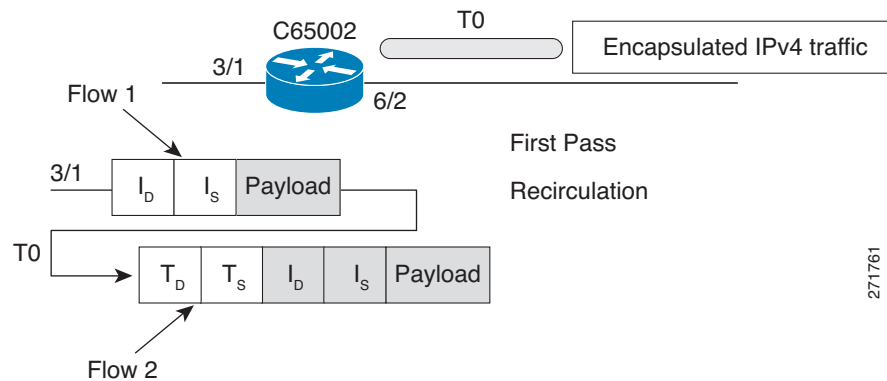 C65002
T0
Encapsulated IPv4 traffic
3/1
6/2
Flow 1
First Pass
3/1
I_D I_S Payload
Recirculation
T0
T_D T_S I_D I_S Payload
Flow 2
271761